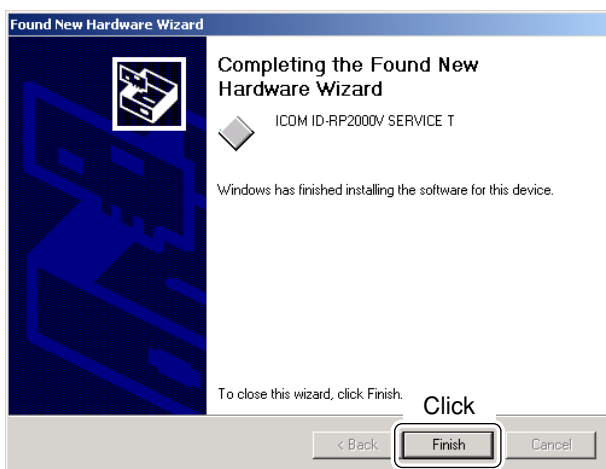 Found New Hardware Wizard
Completing the Found New
Hardware Wizard
ICOM ID-RP2000V SERVICE T
Windows has finished installing the software for this device.
To close this wizard, click Finish.
Click
< Back
Finish
Cancel